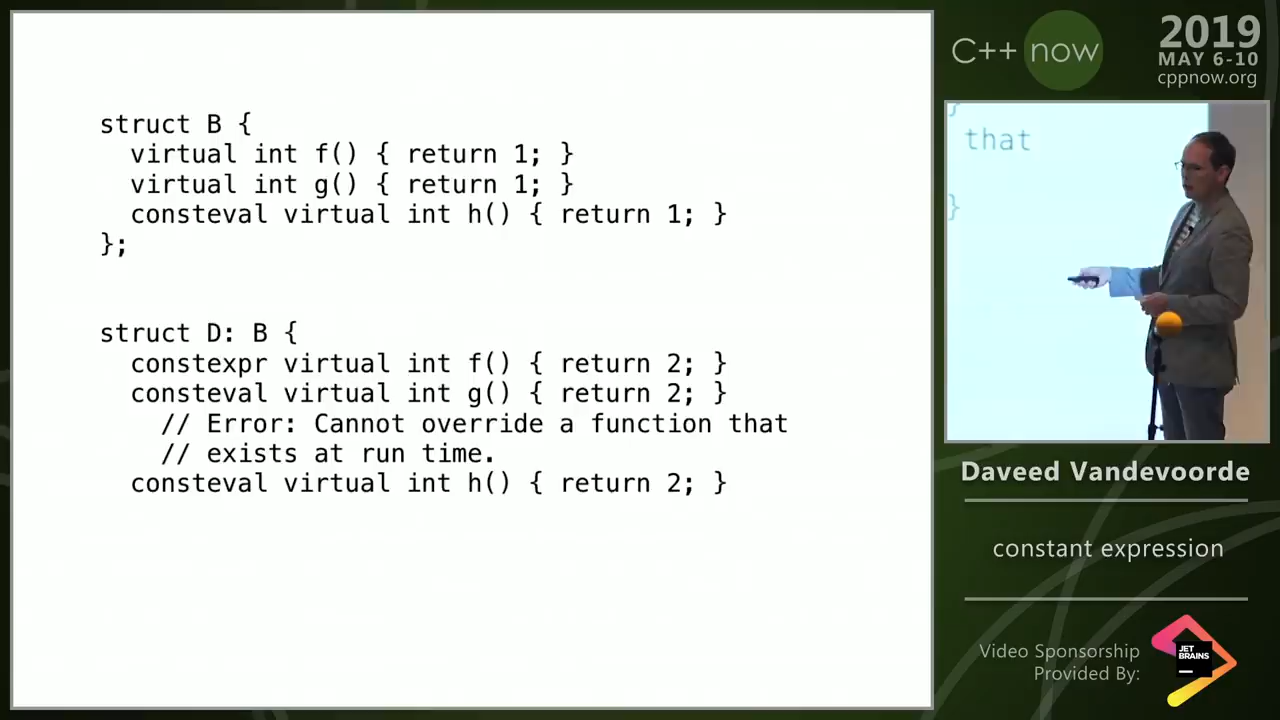 struct B {
  virtual int f() { return 1; }
  virtual int g() { return 1; }
  consteval virtual int h() { return 1; }
};
struct D: B {
  constexpr virtual int f() { return 2; }
  consteval virtual int g() { return 2; }
    // Error: Cannot override a function that
    // exists at run time.
  consteval virtual int h() { return 2; }
C++ now
2019
MAY 6-10
cppnow.org
}
that
}
Daveed Vandevoorde
constant expression
Video Sponsorship
Provided By:
JET
BRAINS